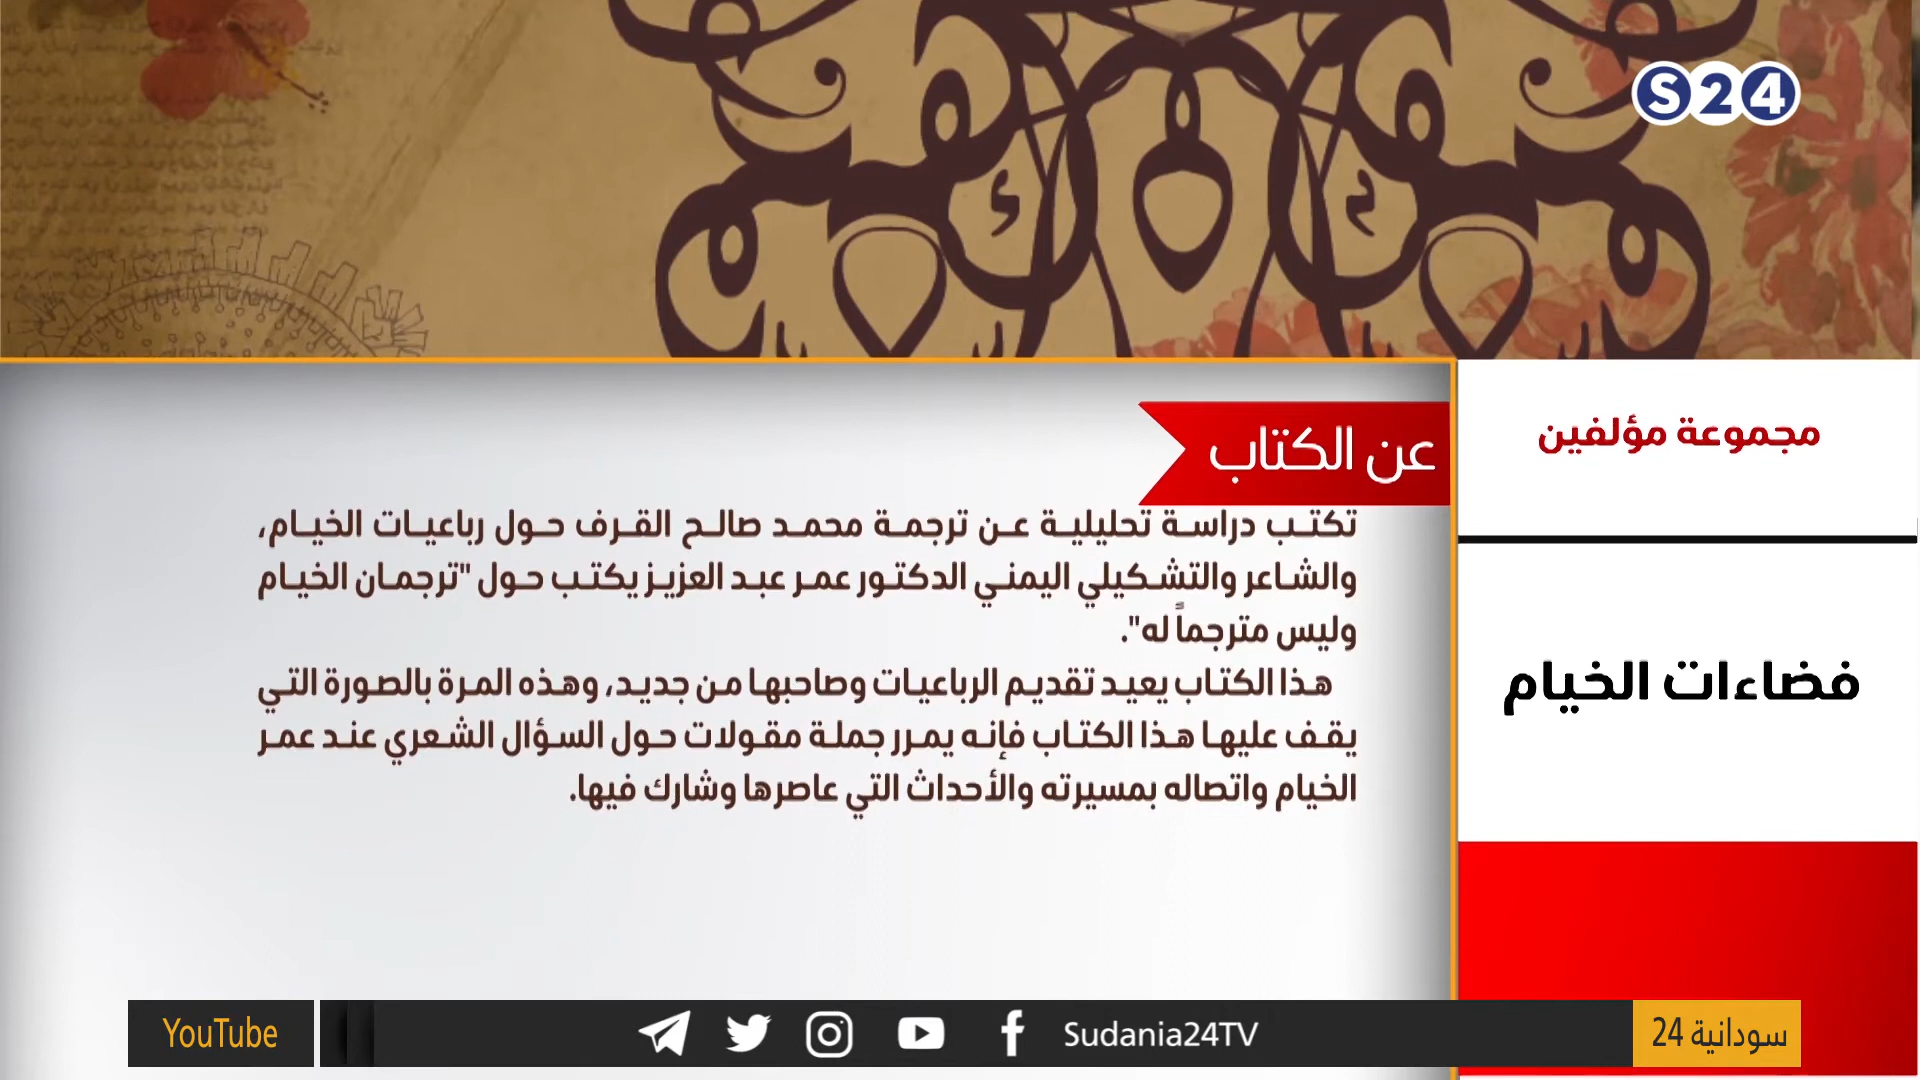 S24
مجموعة مؤلفين
فضاءات الخيام
عن الكتاب
تكتب دراسة تحليلية عن ترجمة محمد صالح القرف حول رباعيات الخيام،
والشاعر والتشكيلي اليمني الدكتور عمر عبد العزيز يكتب حول "ترجمان الخيام
وليس مترجماً له".
هذا الكتاب يعيد تقديم الرباعيات وصاحبها من جديد، وهذه المرة بالصورة التي
يقف عليها هذا الكتاب فإنه يمرر جملة مقولات حول السؤال الشعري عند عمر
الخيام واتصاله بمسيرته والأحداث التي عاصرها وشارك فيها.
سودانية 24
Sudania24TV
YouTube